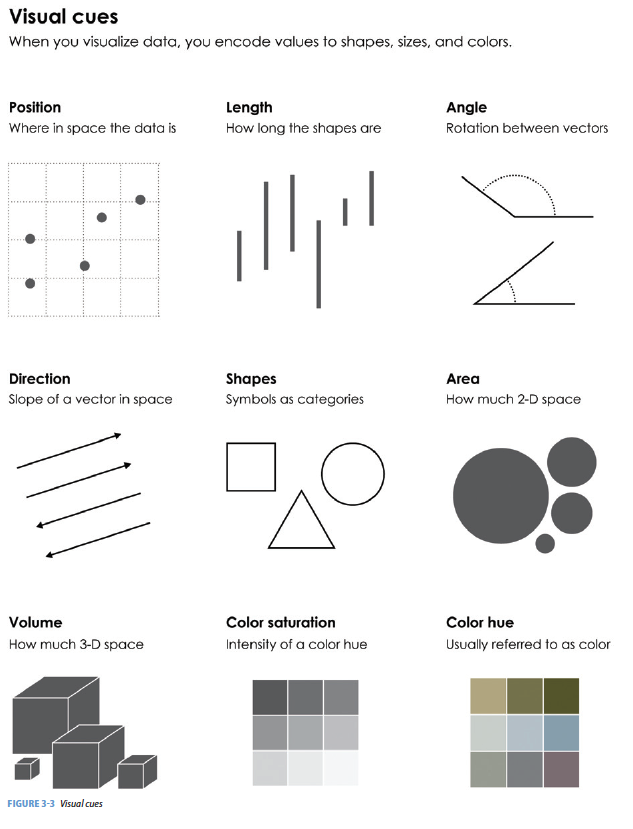 Visual cues
When you visualize data, you encode values to shapes, sizes, and colors.
Position
Where in space the data is
Length
How long the shapes are
Angle
Rotation between vectors
Direction
Slope of a vector in space
Shapes
Symbols as categories
Area
How much 2-D space
Volume
How much 3-D space
Color saturation
Intensity of a color hue
Color hue
Usually referred to as color
FIGURE 3-3 Visual cues